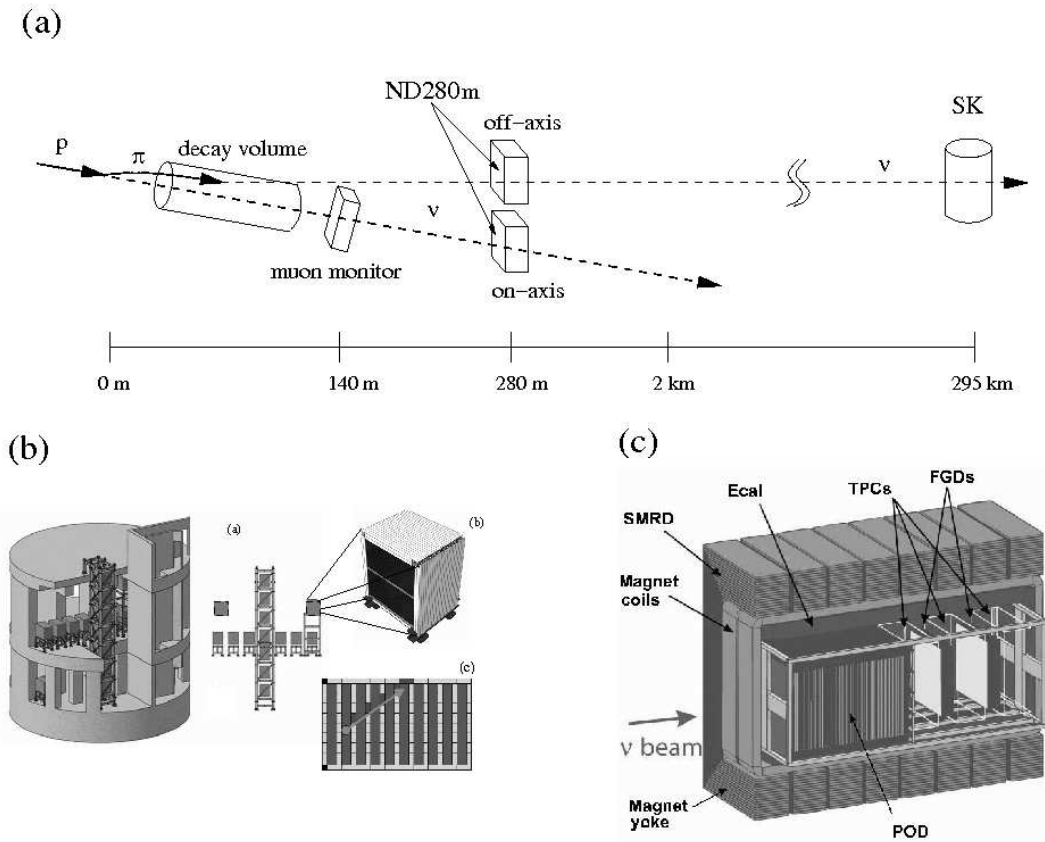 (a)
ND280m
off-axis
SK
p
π
decay volume
ν
ν
muon monitor
on-axis
0 m
140 m
280 m
2 km
295 km
(b)
(a)
(b)
(c)
(c)
Ecal
TPCs
FGDs
SMRD
Magnet
coils
ν beam
Magnet
yoke
POD